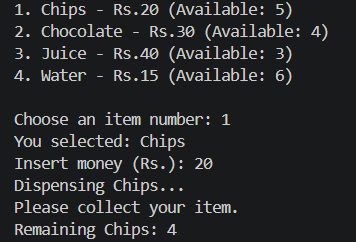 1. Chips - Rs.20 (Available: 5)
2. Chocolate - Rs.30 (Available: 4)
3. Juice - Rs.40 (Available: 3)
4. Water - Rs.15 (Available: 6)
Choose an item number: 1
You selected: Chips
Insert money (Rs.): 20
Dispensing Chips...
Please collect your item.
Remaining Chips: 4